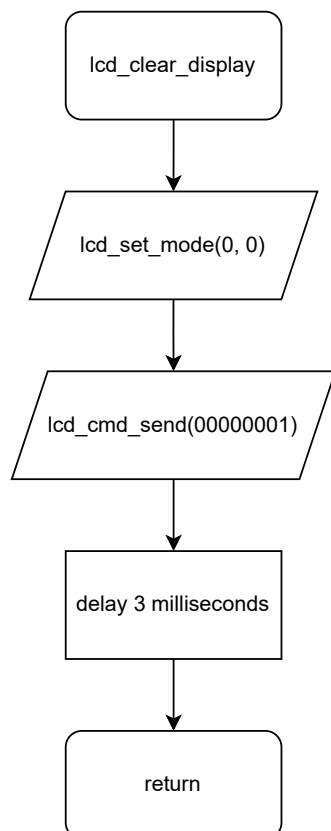 lcd_clear_display
lcd_set_mode(0, 0)
lcd_cmd_send(00000001)
delay 3 milliseconds
return